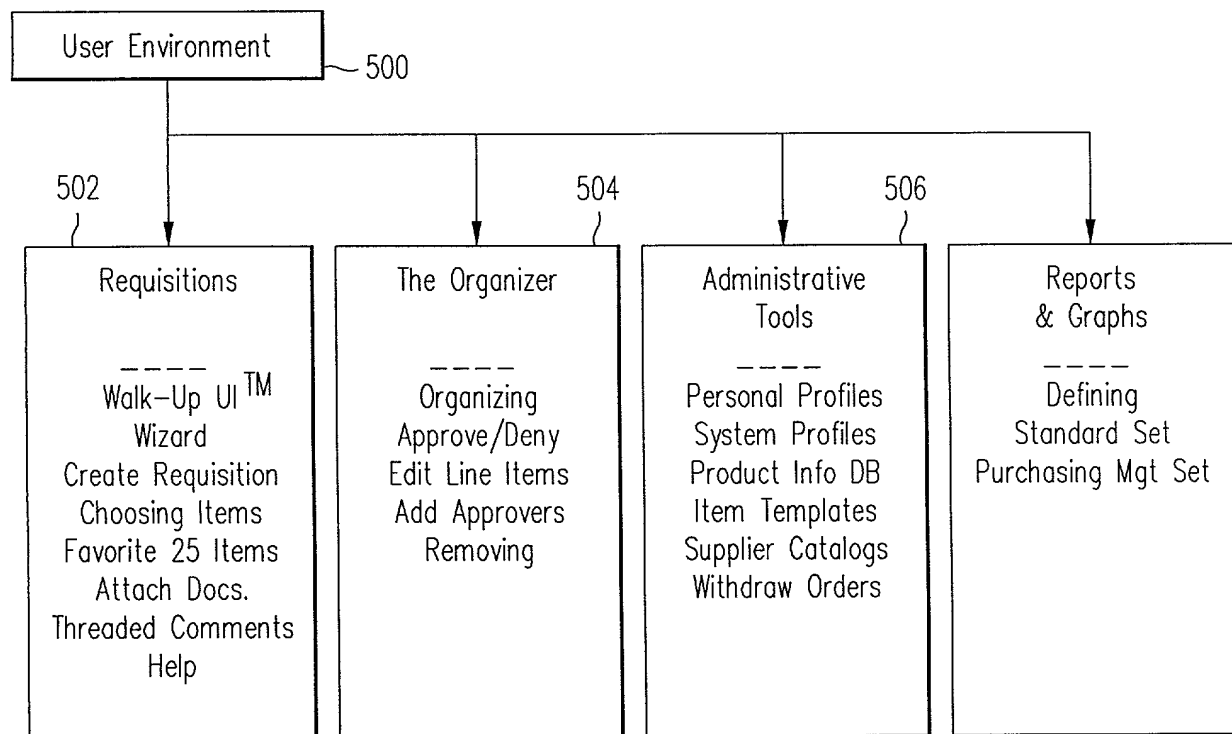 User Environment
500
502
504
506
Requisitions
----
Walk-Up UI™
Wizard
Create Requisition
Choosing Items
Favorite 25 Items
Attach Docs.
Threaded Comments
Help
The Organizer
----
Organizing
Approve/Deny
Edit Line Items
Add Approvers
Removing
Administrative
Tools
----
Personal Profiles
System Profiles
Product Info DB
Item Templates
Supplier Catalogs
Withdraw Orders
Reports
& Graphs
----
Defining
Standard Set
Purchasing Mgt Set